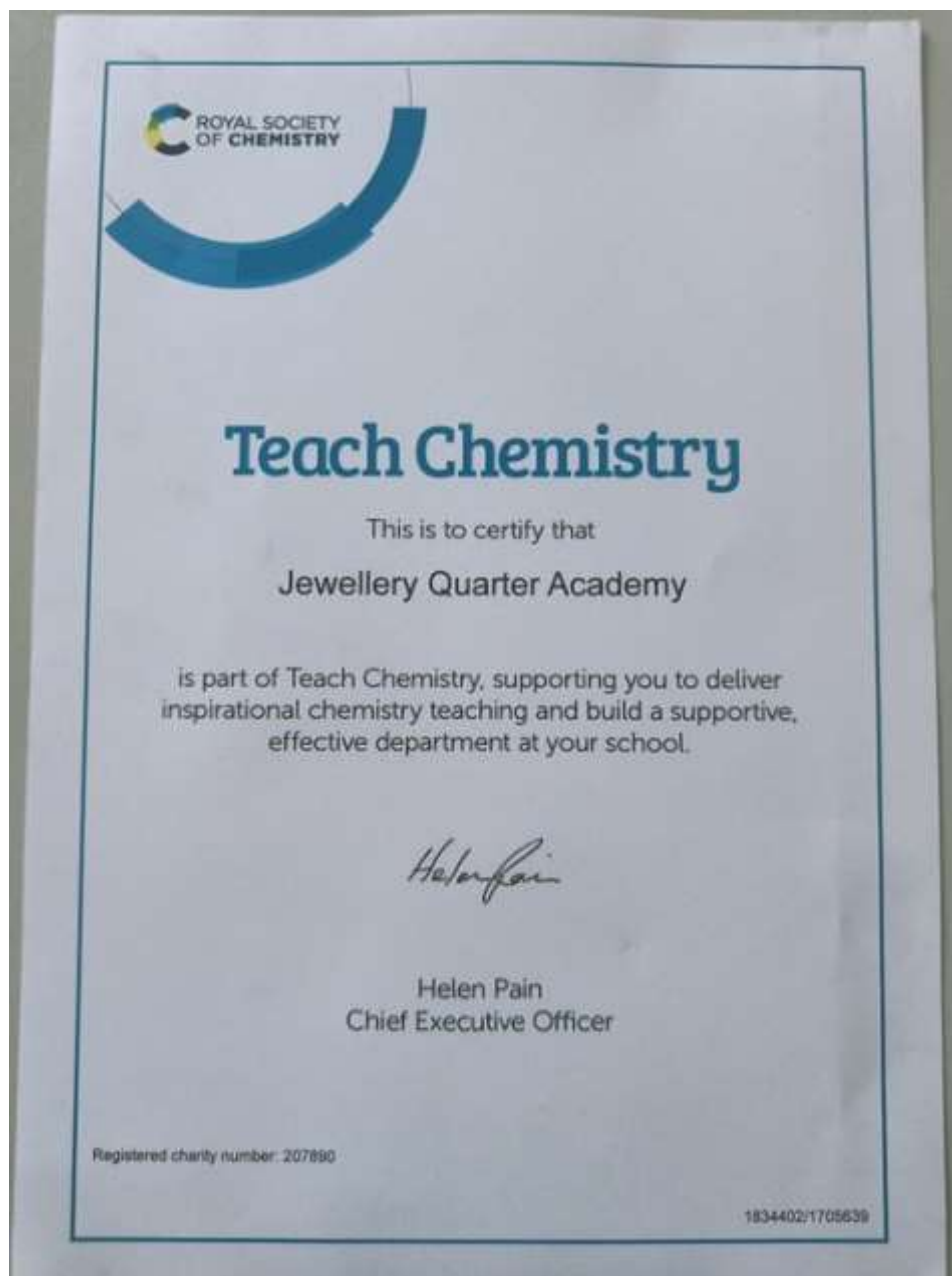 ROYAL SOCIETY
OF CHEMISTRY
Teach Chemistry
This is to certify that
Jewellery Quarter Academy
is part of Teach Chemistry, supporting you to deliver
inspirational chemistry teaching and build a supportive,
effective department at your school.
Helen Pain
Helen Pain
Chief Executive Officer
Registered charity number: 207890
1834402/1705639